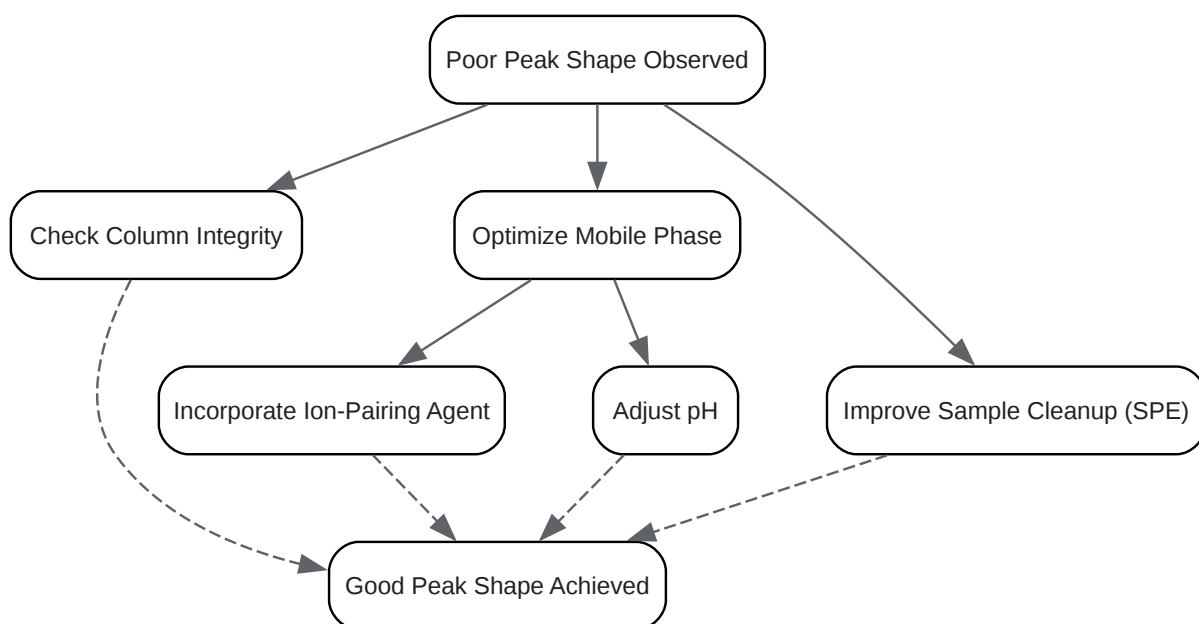 Poor Peak Shape Observed
Check Column Integrity
Optimize Mobile Phase
Incorporate Ion-Pairing Agent
Adjust pH
Improve Sample Cleanup (SPE)
Good Peak Shape Achieved